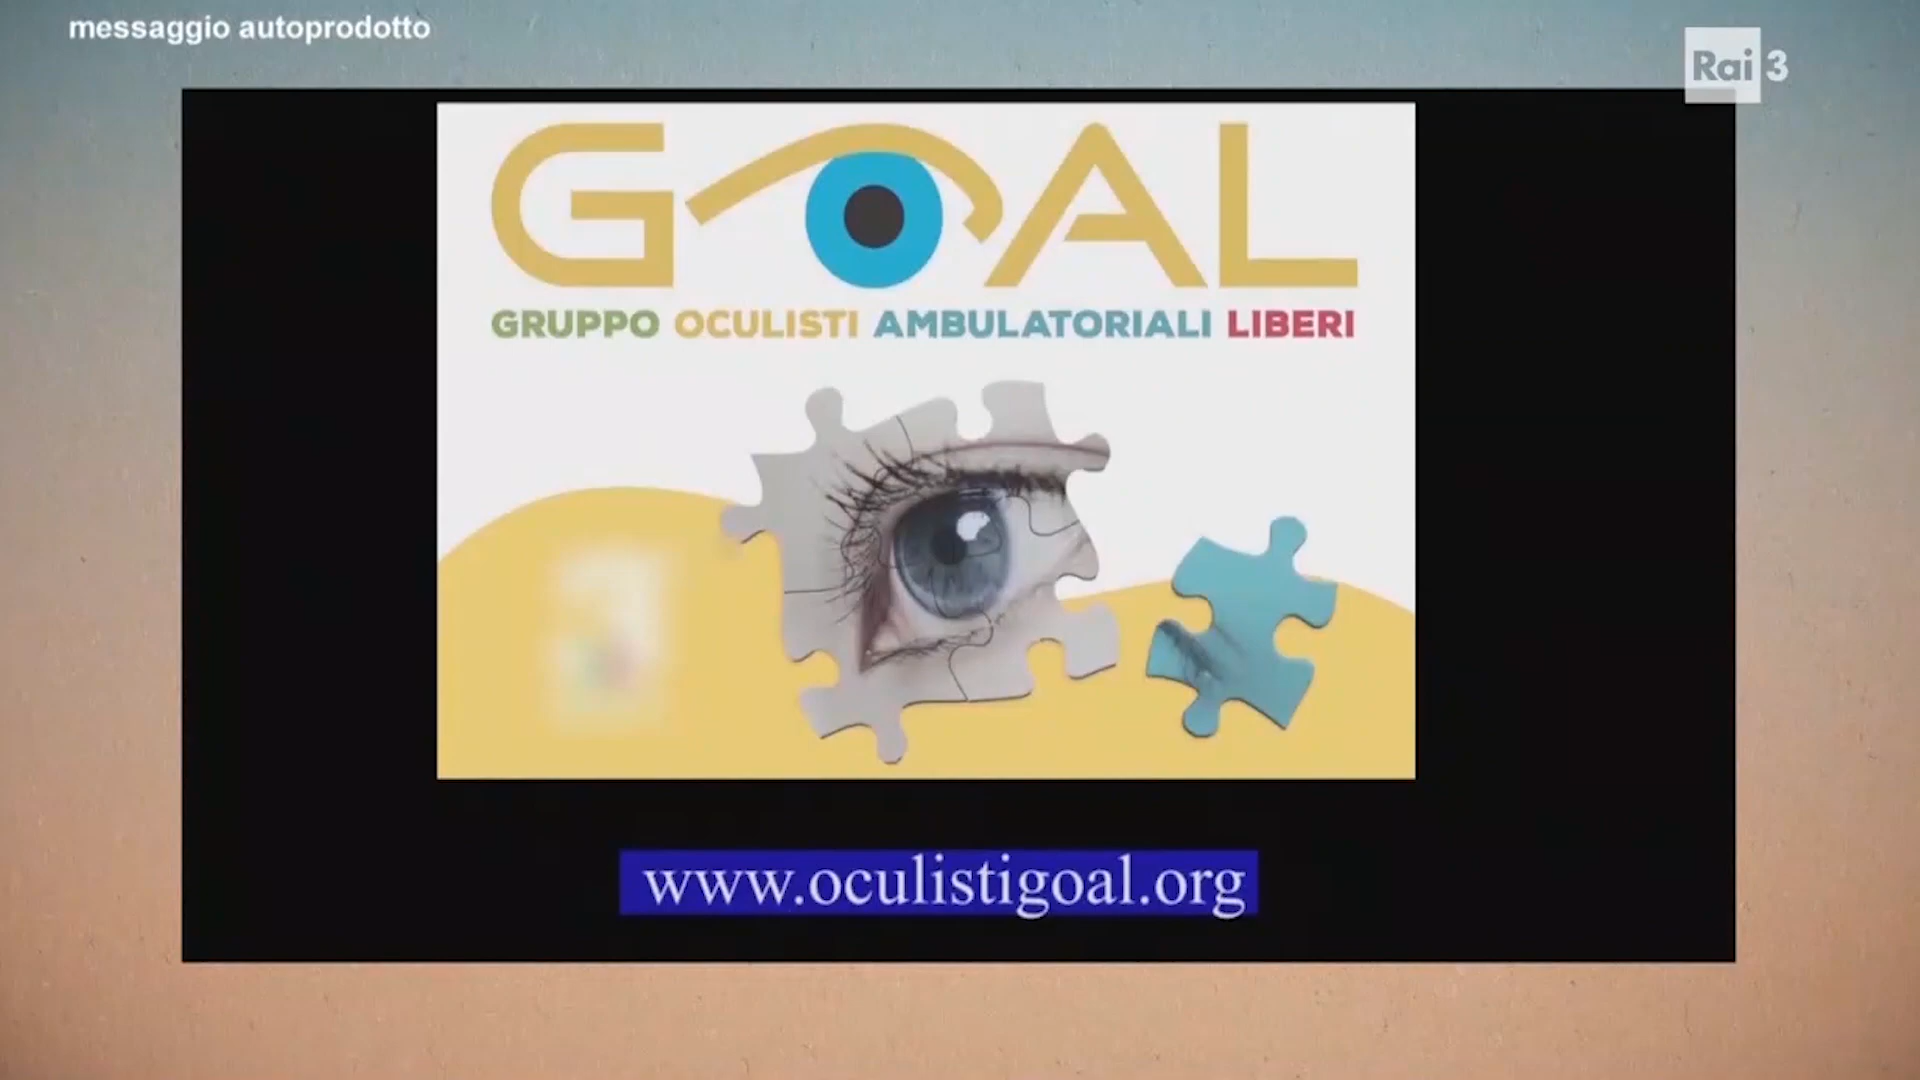 messaggio autoprodotto
Rai 3
GOAL
GRUPPO OCULISTI AMBULATORIALI LIBERI
www.oculistigoal.org